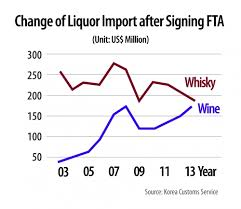 Change of Liquor Import after Signing FTA
(Unit: US$ Million)
300
250
200
150
100
50
Whisky
Wine
03 05 07 09 11 13 Year
Source: Korea Customs Service